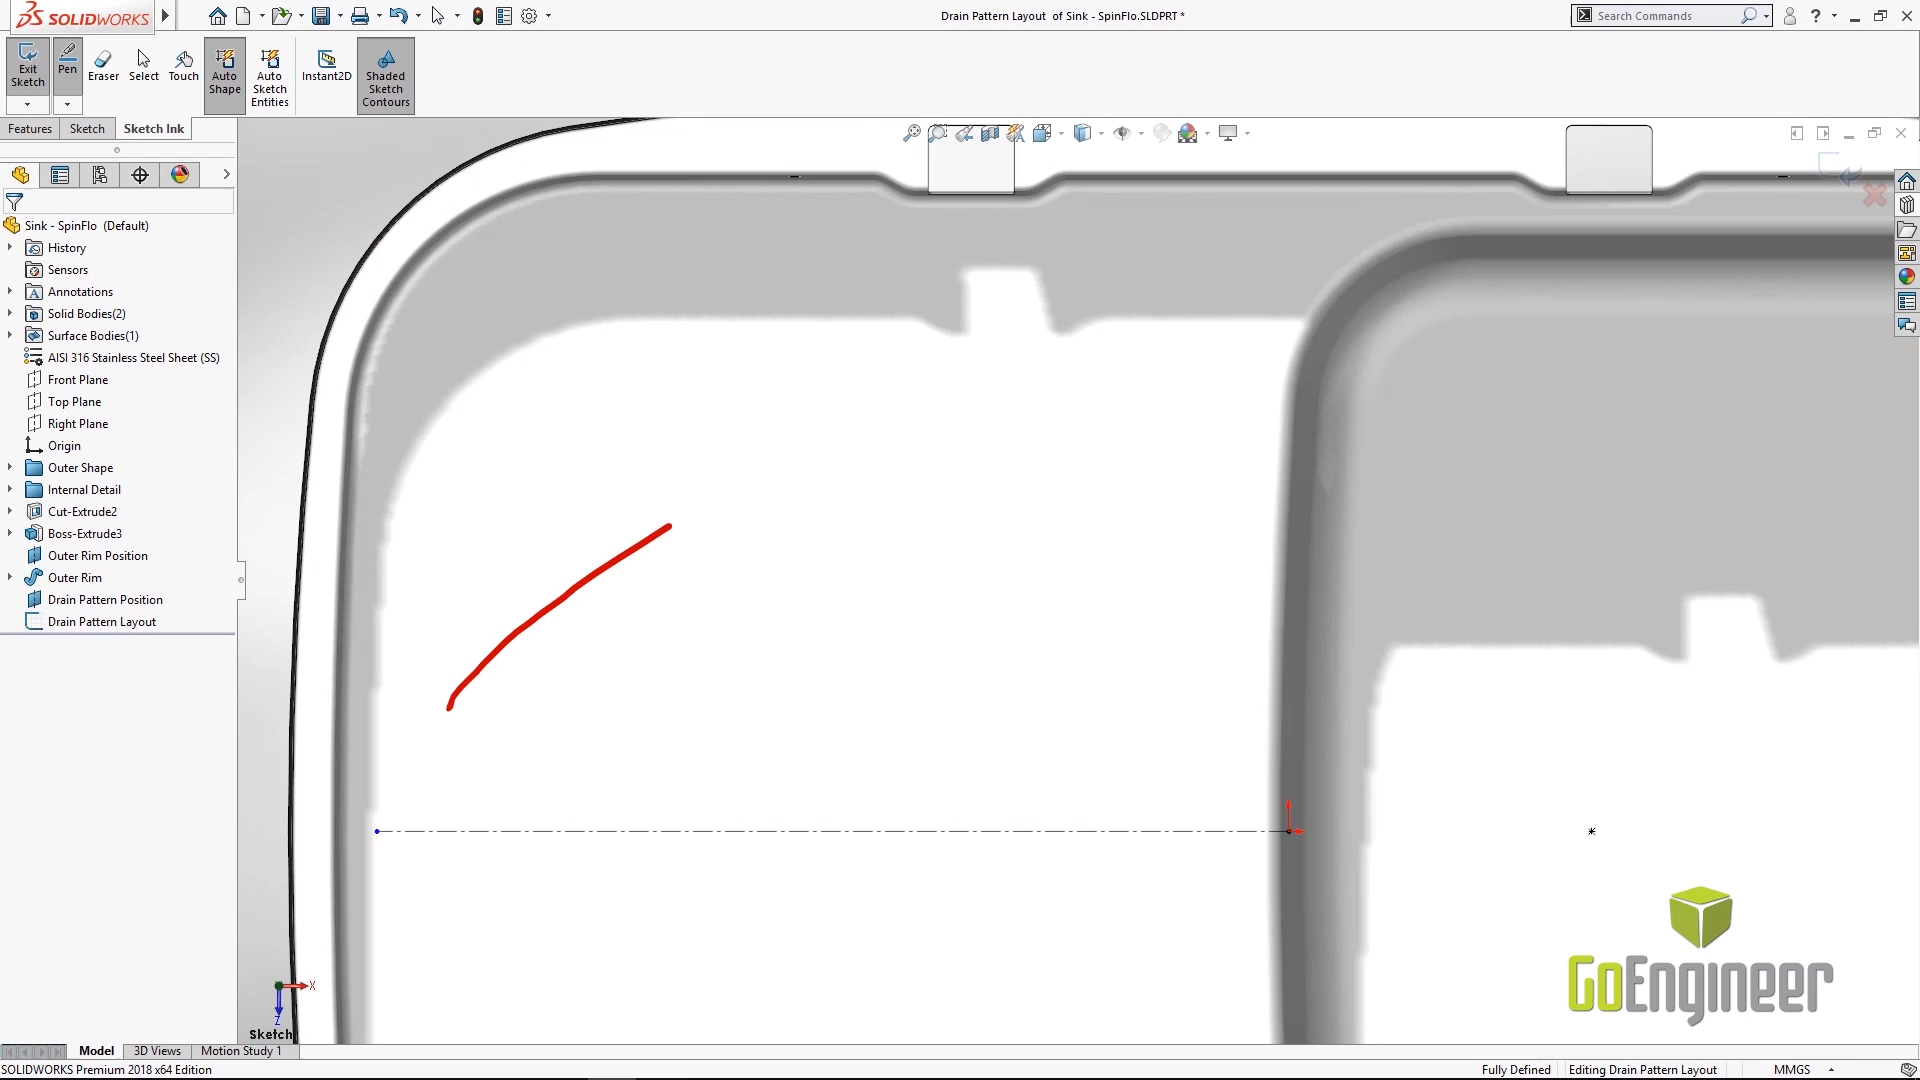 SOLIDWORKS
Drain Pattern Layout of Sink - SpinFlo.SLDPRT *
Search Commands
?
Exit Sketch
Pen
Eraser
Select
Touch
Auto Shape
Auto Sketch Entities
Instant2D
Shaded Sketch Contours
Features
Sketch
Sketch Ink
Sink - SpinFlo (Default)
History
Sensors
Annotations
Solid Bodies(2)
Surface Bodies(1)
AISI 316 Stainless Steel Sheet (SS)
Front Plane
Top Plane
Right Plane
Origin
Outer Shape
Internal Detail
Cut-Extrude2
Boss-Extrude3
Outer Rim Position
Outer Rim
Drain Pattern Position
Drain Pattern Layout
X
Z
Sketch
GoEngineer
Model
3D Views
Motion Study 1
SOLIDWORKS Premium 2018 x64 Edition
Fully Defined
Editing Drain Pattern Layout
MMGS